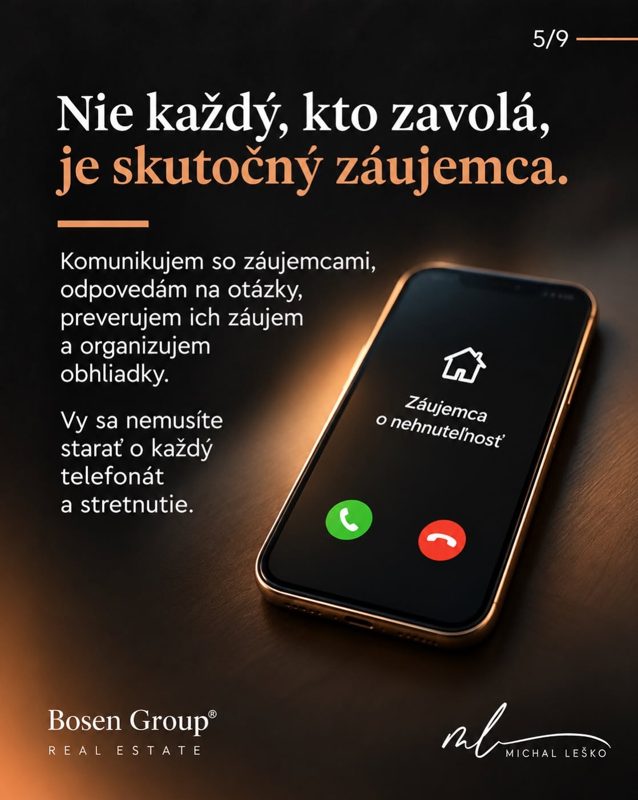 5/9
Nie každý, kto zavolá,
je skutočný záujemca.
Komunikujem so záujemcami,
odpovedám na otázky,
preverujem ich záujem
a organizujem
obhliadky.
Vy sa nemusíte
starať o každý
telefonát
a stretnutie.
Záujemca
o nehnuteľnosť
Bosen Group®
REAL ESTATE
ml
MICHAL LEŠKO